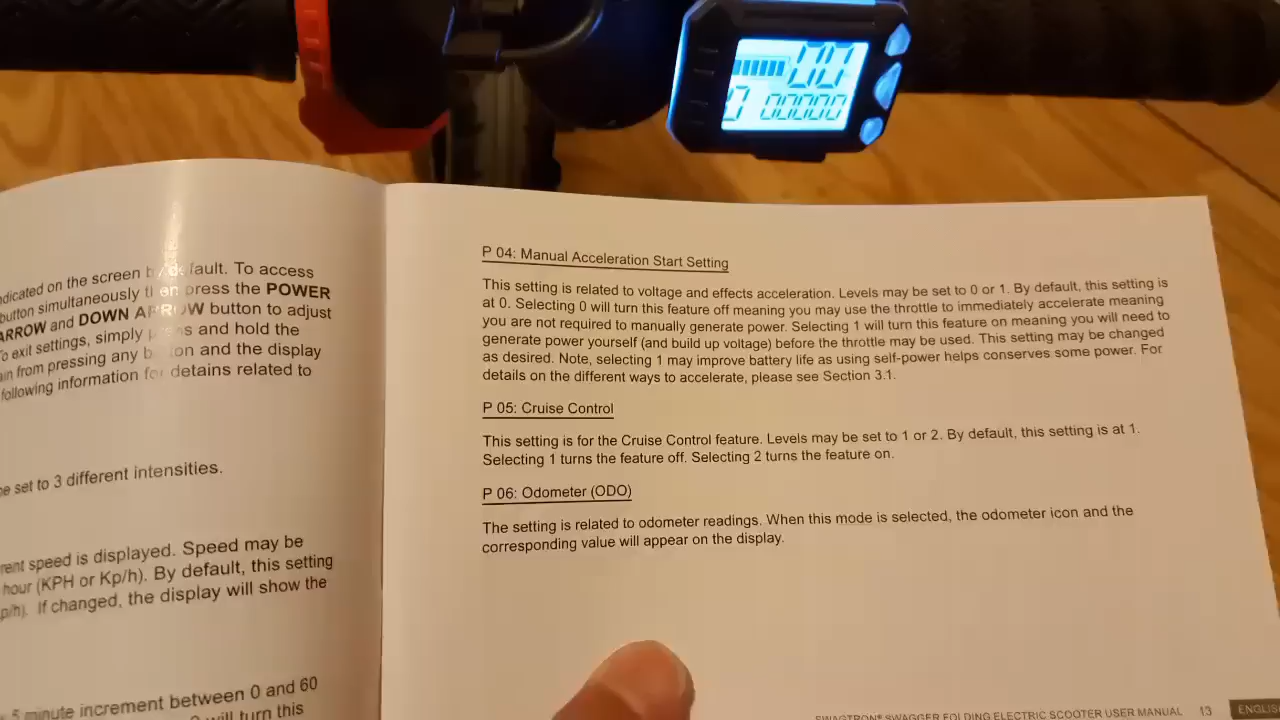 00
0 00000
indicated on the screen by default. To access
button simultaneously then press the POWER
ARROW and DOWN ARROW button to adjust
To exit settings, simply press and hold the
from pressing any button and the display
following information for detains related to
be set to 3 different intensities.
speed is displayed. Speed may be
hour (KPH or Kp/h). By default, this setting
If changed, the display will show the
5 minute increment between 0 and 60
will turn this
P 04: Manual Acceleration Start Setting
This setting is related to voltage and effects acceleration. Levels may be set to 0 or 1. By default, this setting is
at 0. Selecting 0 will turn this feature off meaning you may use the throttle to immediately accelerate meaning
you are not required to manually generate power. Selecting 1 will turn this feature on meaning you will need to
generate power yourself (and build up voltage) before the throttle may be used. This setting may be changed
as desired. Note, selecting 1 may improve battery life as using self-power helps conserves some power. For
details on the different ways to accelerate, please see Section 3.1.
P 05: Cruise Control
This setting is for the Cruise Control feature. Levels may be set to 1 or 2. By default, this setting is at 1.
Selecting 1 turns the feature off. Selecting 2 turns the feature on.
P 06: Odometer (ODO)
The setting is related to odometer readings. When this mode is selected, the odometer icon and the
corresponding value will appear on the display.
SWAGTRON® SWAGGER FOLDING ELECTRIC SCOOTER USER MANUAL 13 ENGLIS